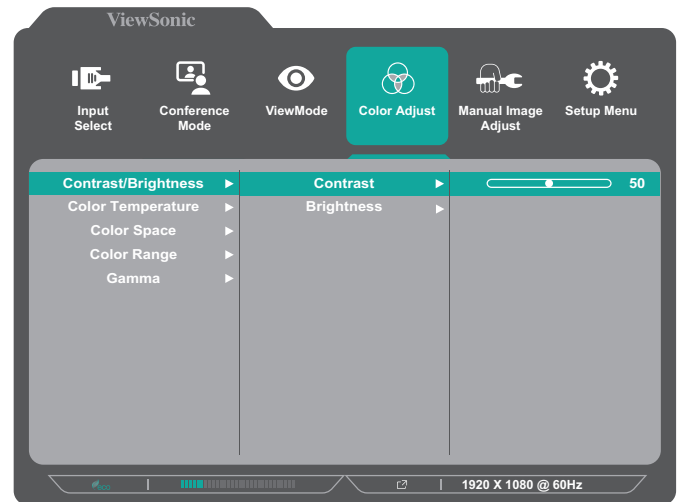 ViewSonic
Input
Select
Conference
Mode
ViewMode
Color Adjust
Manual Image
Adjust
Setup Menu
Contrast/Brightness
Contrast
50
Color Temperature
Brightness
Color Space
Color Range
Gamma
eco
1920 X 1080 @ 60Hz